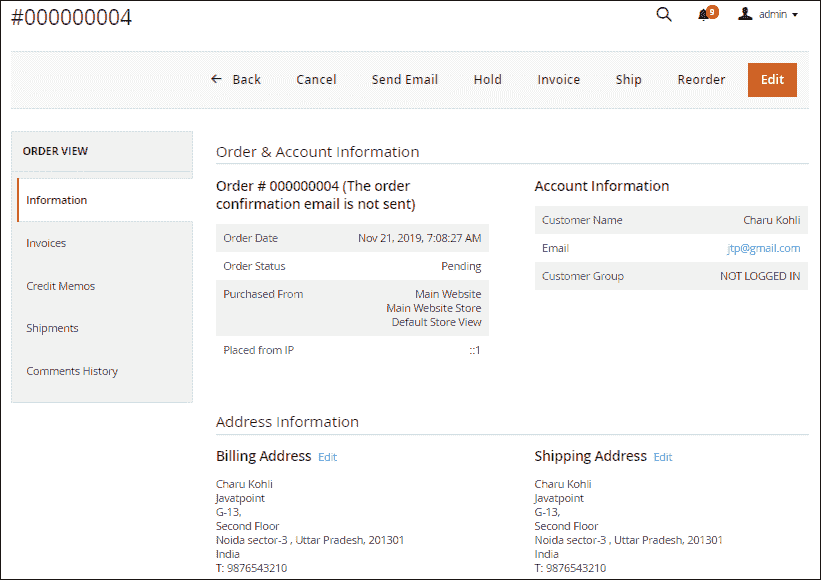 #000000004
9
admin
Back Cancel Send Email Hold Invoice Ship Reorder Edit
ORDER VIEW
Information
Invoices
Credit Memos
Shipments
Comments History
Order & Account Information
Order # 000000004 (The order
confirmation email is not sent)
Order Date Nov 21, 2019, 7:08:27 AM
Order Status Pending
Purchased From Main Website
Main Website Store
Default Store View
Placed from IP ::1
Account Information
Customer Name Charu Kohli
Email jtp@gmail.com
Customer Group NOT LOGGED IN
Address Information
Billing Address Edit
Charu Kohli
Javatpoint
G-13,
Second Floor
Noida sector-3 , Uttar Pradesh, 201301
India
T: 9876543210
Shipping Address Edit
Charu Kohli
Javatpoint
G-13,
Second Floor
Noida sector-3 , Uttar Pradesh, 201301
India
T: 9876543210